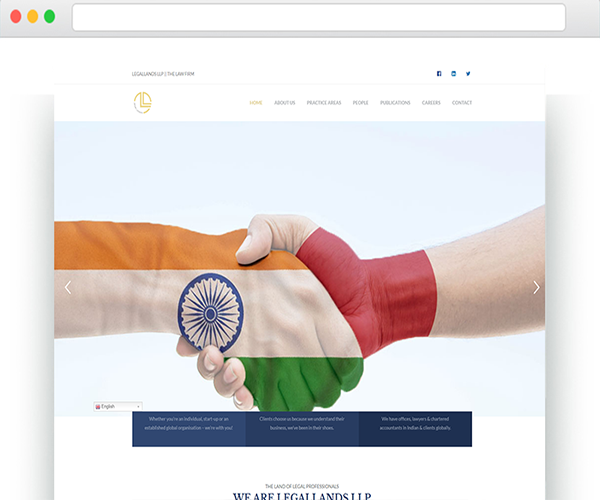 LEGALLANDS LLP | THE LAW FIRM
HOME ABOUT US PRACTICE AREAS PEOPLE PUBLICATIONS CAREERS CONTACT
English
Whether you're an individual, start-up or an
established global organisation - we're with you!
Clients choose us because we understand their
business, we've been in their shoes.
We have offices, lawyers & chartered
accountants in Indian & clients globally.
THE LAND OF LEGAL PROFESSIONALS
WE ARE LEGALLANDS LLP